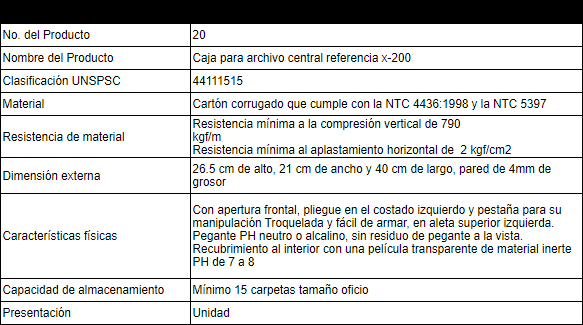 No. del Producto 20
Nombre del Producto Caja para archivo central referencia x-200
Clasificación UNSPSC 44111515
Material Cartón corrugado que cumple con la NTC 4436:1998 y la NTC 5397
Resistencia de material Resistencia mínima a la compresión vertical de 790
kgf/m
Resistencia mínima al aplastamiento horizontal de 2 kgf/cm2
Dimensión externa 26.5 cm de alto, 21 cm de ancho y 40 cm de largo, pared de 4mm de
grosor
Características físicas Con apertura frontal, pliegue en el costado izquierdo y pestaña para su
manipulación Troquelada y fácil de armar, en aleta superior izquierda.
Pegante PH neutro o alcalino, sin residuo de pegante a la vista.
Recubrimiento al interior con una película transparente de material inerte
PH de 7 a 8
Capacidad de almacenamiento Mínimo 15 carpetas tamaño oficio
Presentación Unidad